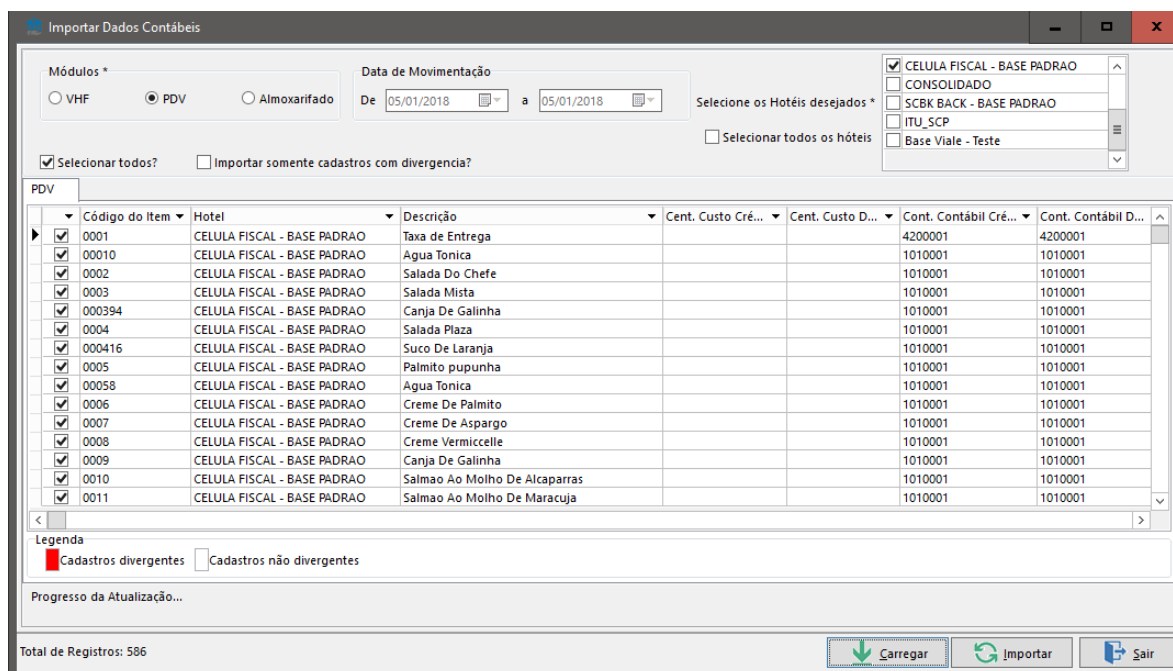 Importar Dados Contábeis
Módulos *
VHF PDV Almoxarifado
Data de Movimentação
De 05/01/2018 a 05/01/2018
Selecione os Hotéis desejados *
Selecionar todos os hóteis
CELULA FISCAL - BASE PADRAO
CONSOLIDADO
SCBK BACK - BASE PADRAO
ITU_SCP
Base Viale - Teste
Selecionar todos? Importar somente cadastros com divergencia?
PDV
Código do Item Hotel Descrição Cent. Custo Cré... Cent. Custo D... Cont. Contábil Cré... Cont. Contábil D...
0001 CELULA FISCAL - BASE PADRAO Taxa de Entrega 4200001 4200001
00010 CELULA FISCAL - BASE PADRAO Agua Tonica 1010001 1010001
0002 CELULA FISCAL - BASE PADRAO Salada Do Chefe 1010001 1010001
0003 CELULA FISCAL - BASE PADRAO Salada Mista 1010001 1010001
000394 CELULA FISCAL - BASE PADRAO Canja De Galinha 1010001 1010001
0004 CELULA FISCAL - BASE PADRAO Salada Plaza 1010001 1010001
000416 CELULA FISCAL - BASE PADRAO Suco De Laranja 1010001 1010001
0005 CELULA FISCAL - BASE PADRAO Palmito pupunha 1010001 1010001
00058 CELULA FISCAL - BASE PADRAO Agua Tonica 1010001 1010001
0006 CELULA FISCAL - BASE PADRAO Creme De Palmito 1010001 1010001
0007 CELULA FISCAL - BASE PADRAO Creme De Aspargo 1010001 1010001
0008 CELULA FISCAL - BASE PADRAO Creme Vermiccelle 1010001 1010001
0009 CELULA FISCAL - BASE PADRAO Canja De Galinha 1010001 1010001
0010 CELULA FISCAL - BASE PADRAO Salmao Ao Molho De Alcaparras 1010001 1010001
0011 CELULA FISCAL - BASE PADRAO Salmao Ao Molho De Maracuja 1010001 1010001
Legenda
Cadastros divergentes Cadastros não divergentes
Progresso da Atualização...
Total de Registros: 586 Carregar Importar Sair